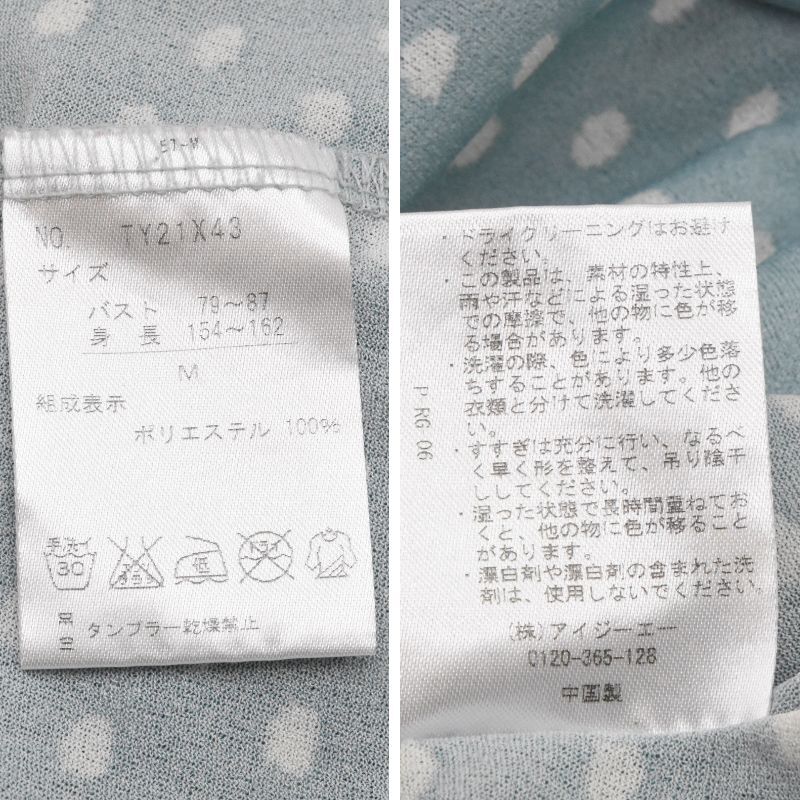 57-M
NO. TY21X43
サイズ
バスト 79～87
身長 154～162
M
組成表示
ポリエステル 100%
手洗イ
30
エンソサラシ
低
ドライ
タンブラー乾燥禁止
・ドライクリーニングはお避け
ください。
・この製品は、素材の特性上、
雨や汗などによる湿った状態
での摩擦で、他の物に色が移
る場合があります。
・洗濯の際、色により多少色落
ちすることがあります。他の
衣類と分けて洗濯してくださ
い。
・すすぎは充分に行い、なるべ
く早く形を整えて、吊り陰干
ししてください。
・湿った状態で長時間重ねてお
くと、他の物に色が移ること
があります。
・漂白剤や漂白剤の含まれた洗
剤は、使用しないでください。
(株)アイジーエー
0120-365-128
中国製
P RG 06